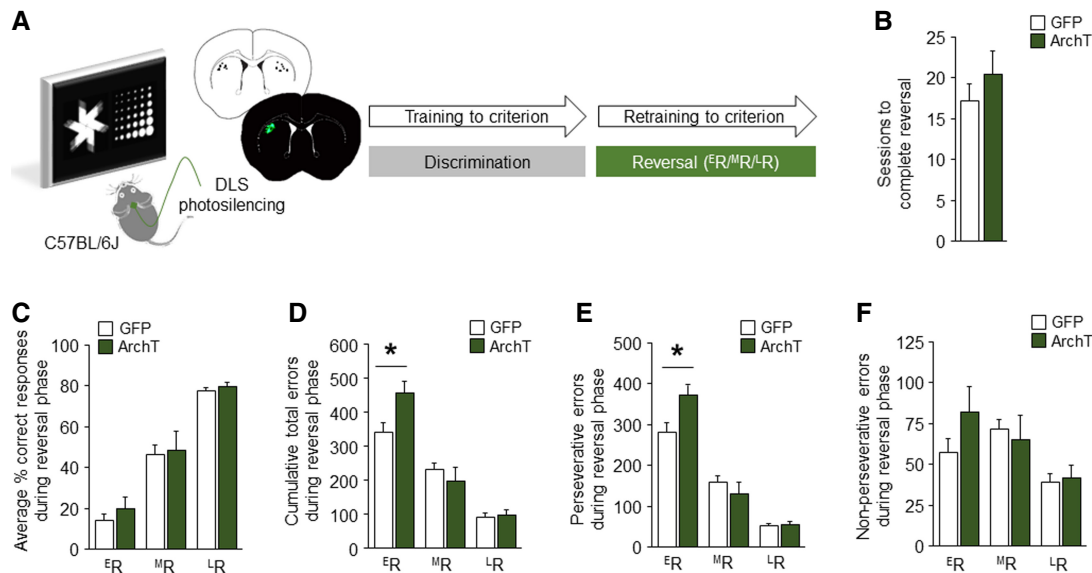 A
Training to criterion
Retraining to criterion
Discrimination
Reversal (ᴱR/ᴹR/ᴸR)
DLS
photosilencing
C57BL/6J
B
GFP
ArchT
Sessions to
complete reversal
25
20
15
10
5
0
C
GFP
ArchT
Average % correct responses
during reversal phase
100
80
60
40
20
0
ᴱR
ᴹR
ᴸR
D
GFP
ArchT
Cumulative total errors
during reversal phase
600
500
400
300
200
100
0
*
ᴱR
ᴹR
ᴸR
E
GFP
ArchT
Perseverative errors
during reversal phase
500
400
300
200
100
0
*
ᴱR
ᴹR
ᴸR
F
GFP
ArchT
Non-perseverative errors
during reversal phase
125
100
75
50
25
0
ᴱR
ᴹR
ᴸR